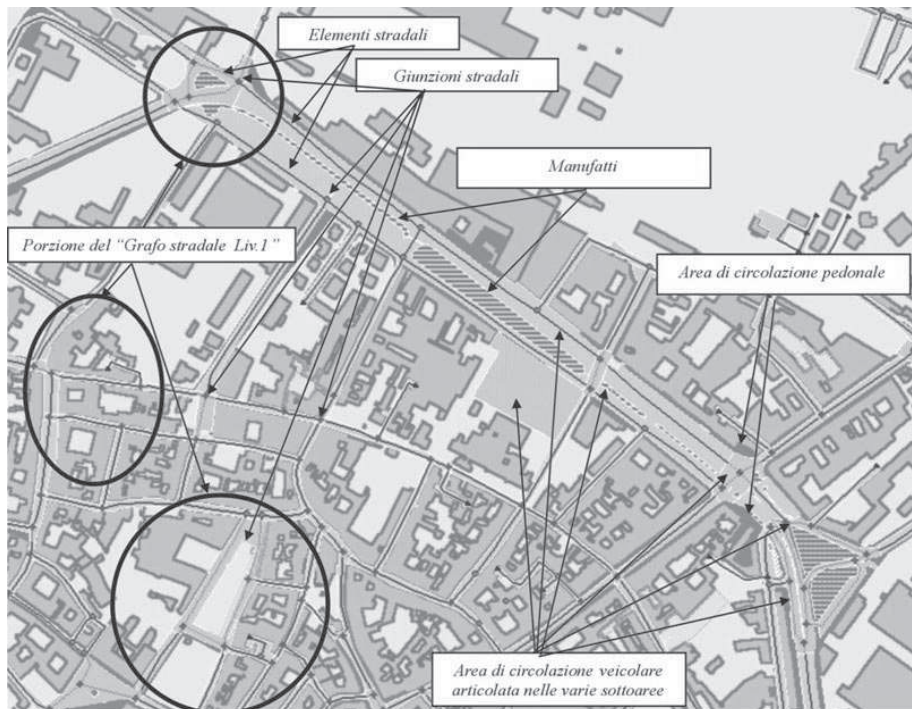 Elementi stradali
Giunzioni stradali
Manufatti
Porzione del “Grafo stradale Liv.1”
Area di circolazione pedonale
Area di circolazione veicolare
articolata nelle varie sottoaree